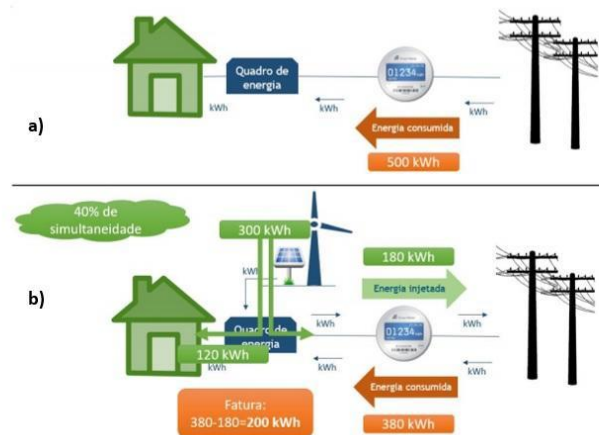 a)
Quadro de
energia
kWh
kWh
01234
kWh
Energia consumida
500 kWh
40% de
simultaneidade
300 kWh
180 kWh
b)
kWh
kWh
Energia injetada
kWh
01234
kWh
Quadro de
energia
120 kWh
kWh
kWh
kWh
Energia consumida
Fatura:
380-180=200 kWh
380 kWh